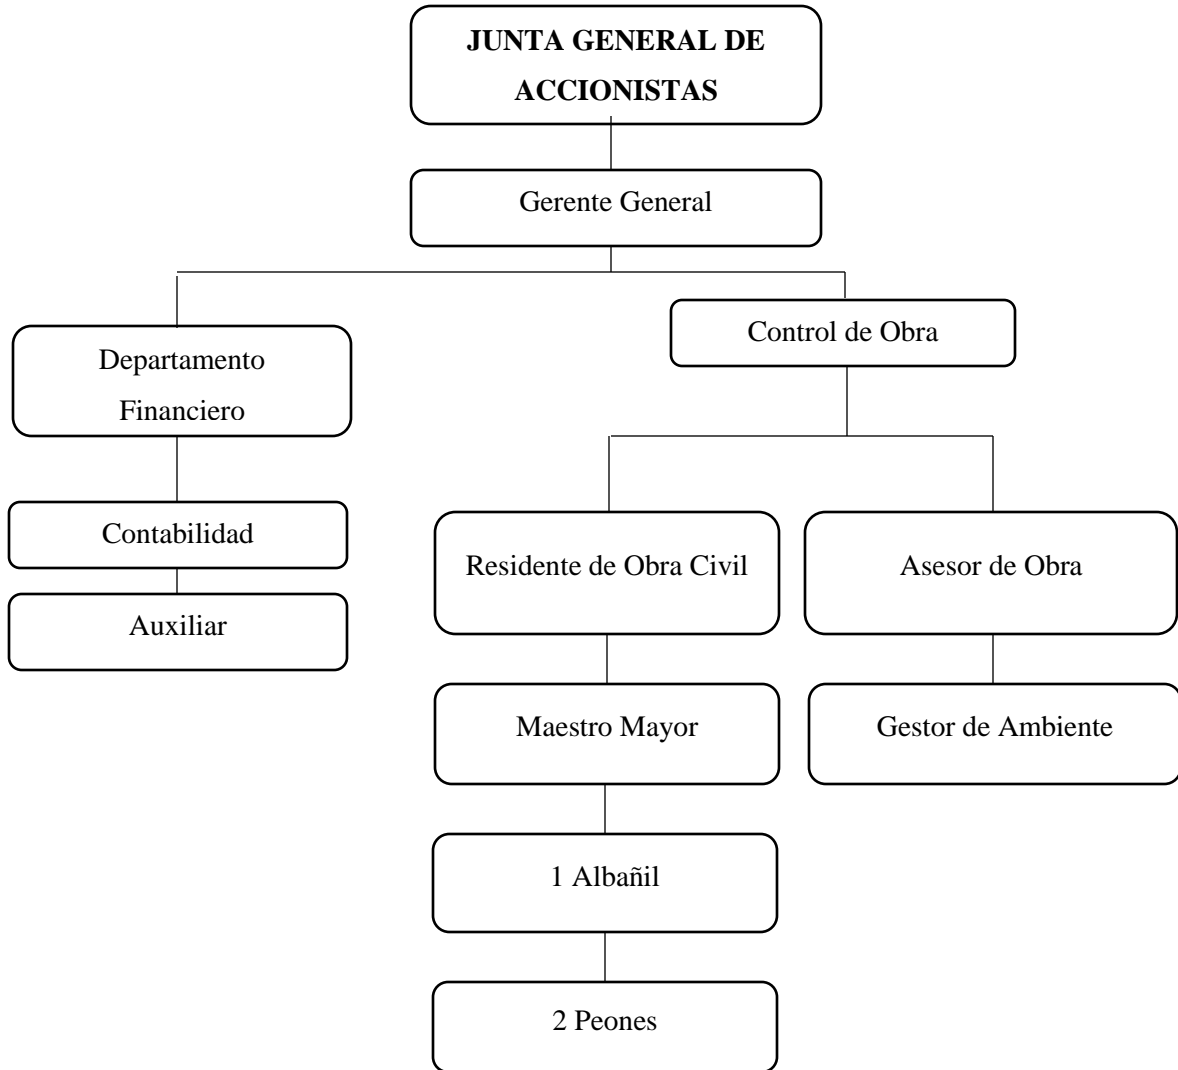 JUNTA GENERAL DE
ACCIONISTAS
Gerente General
Control de Obra
Departamento
Financiero
Contabilidad
Residente de Obra Civil
Asesor de Obra
Auxiliar
Maestro Mayor
Gestor de Ambiente
1 Albañil
2 Peones